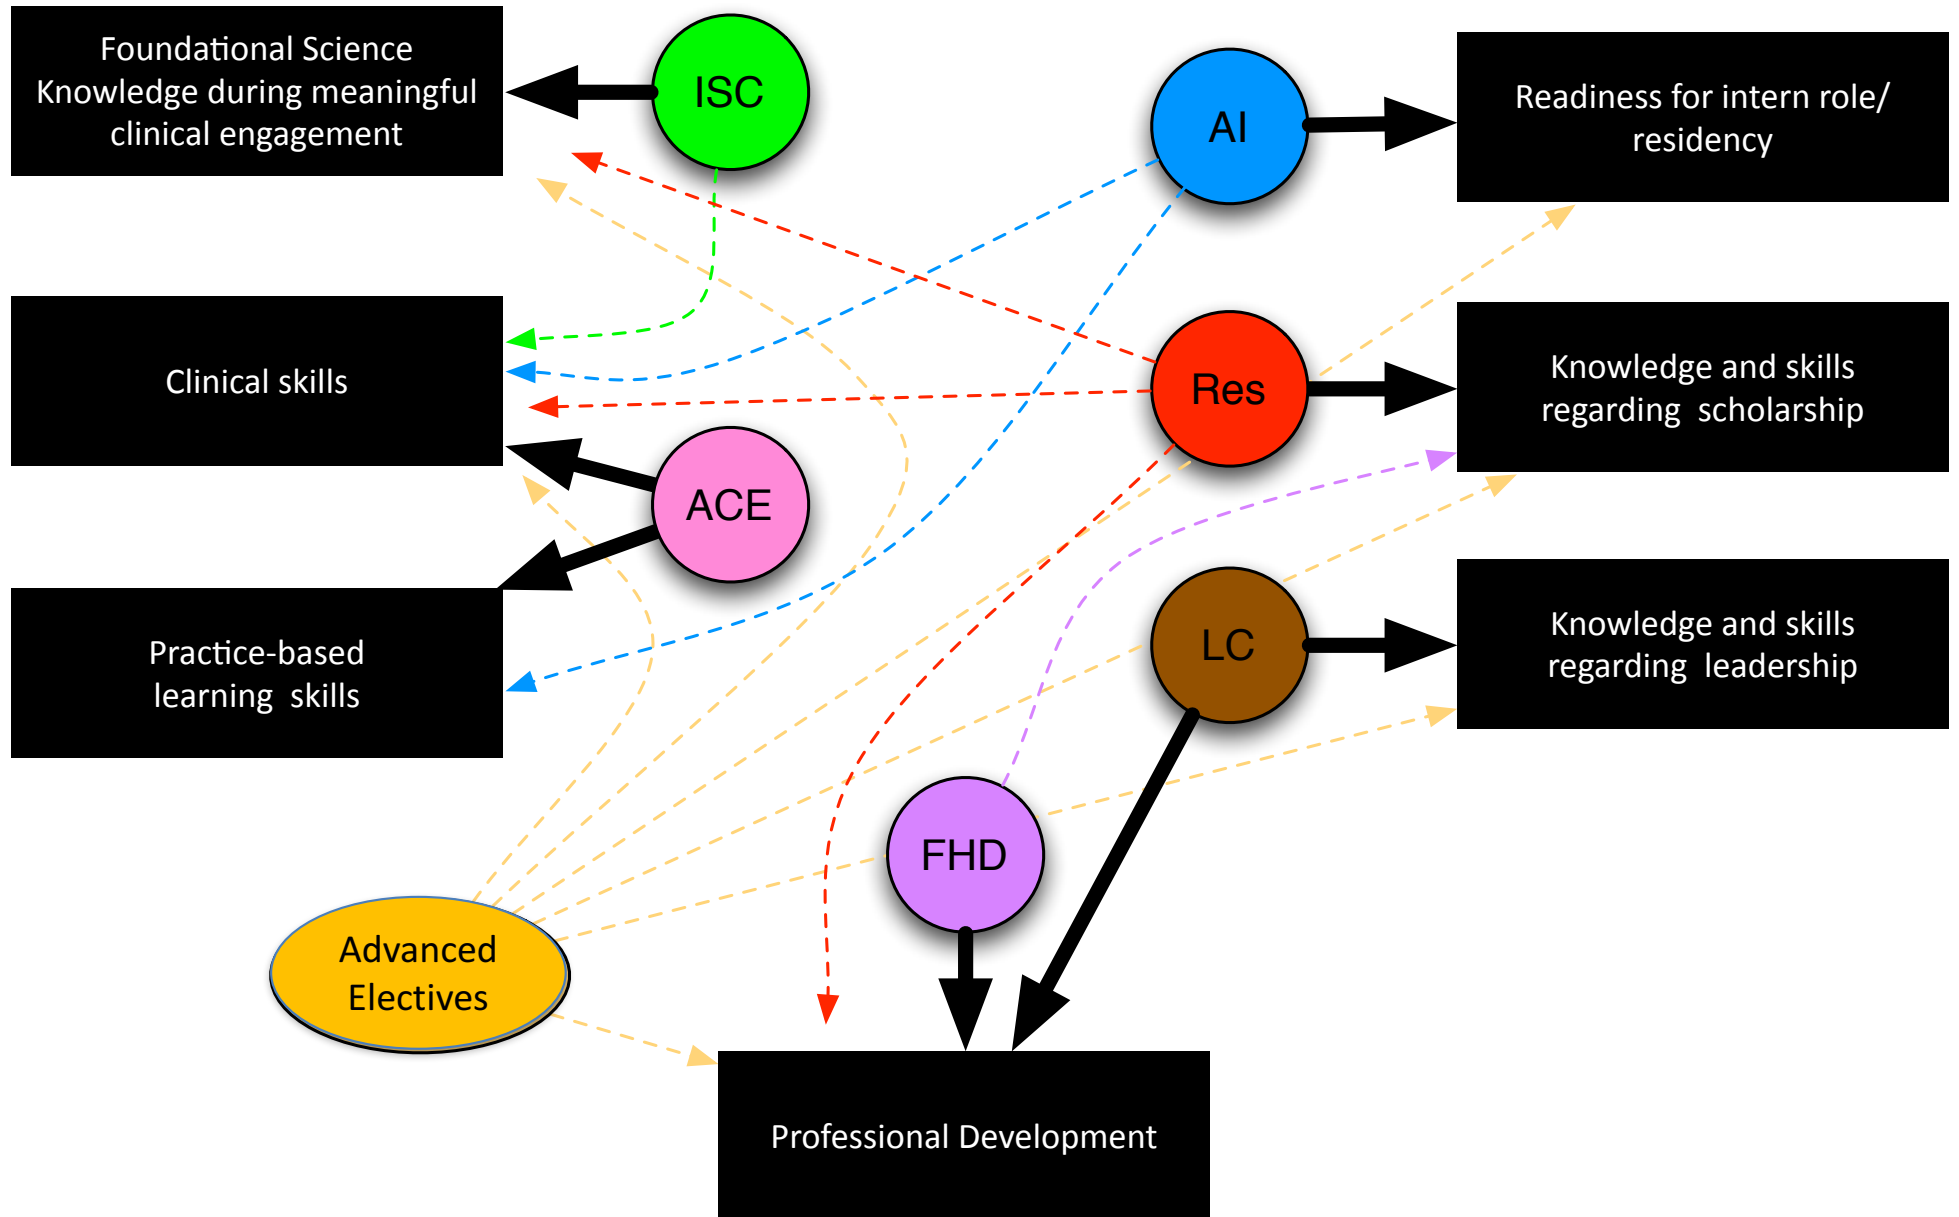 Foundational Science
Knowledge during meaningful
clinical engagement
ISC
AI
Readiness for intern role/
residency
Clinical skills
Res
Knowledge and skills
regarding  scholarship
ACE
Practice-based
learning  skills
LC
Knowledge and skills
regarding  leadership
FHD
Advanced
Electives
Professional Development